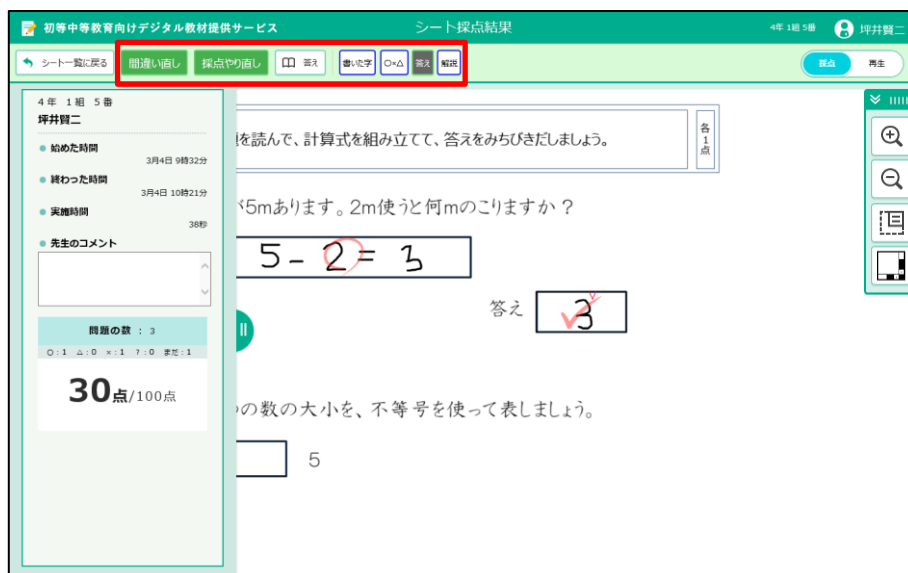 初等中等教育向けデジタル教材提供サービス
シート採点結果
4年 1組 5番 坪井賢二
シート一覧に戻る 間違い直し 採点やり直し 答え 書いた字 ○×△ 答え 解説
採点 再生
4年 1組 5番
坪井賢二
始めた時間
3月4日 9時32分
終わった時間
3月4日 10時21分
実施時間
38秒
先生のコメント
問題の数 : 3
○:1 △:0 ×:1 ?:0 まだ:1
30点/100点
を読んで、計算式を組み立てて、答えをみちびきだしましょう。
各1点
5mあります。2m使うと何mのこりますか?
5-2=3
答え 3
の数の大小を、不等号を使って表しましょう。
5